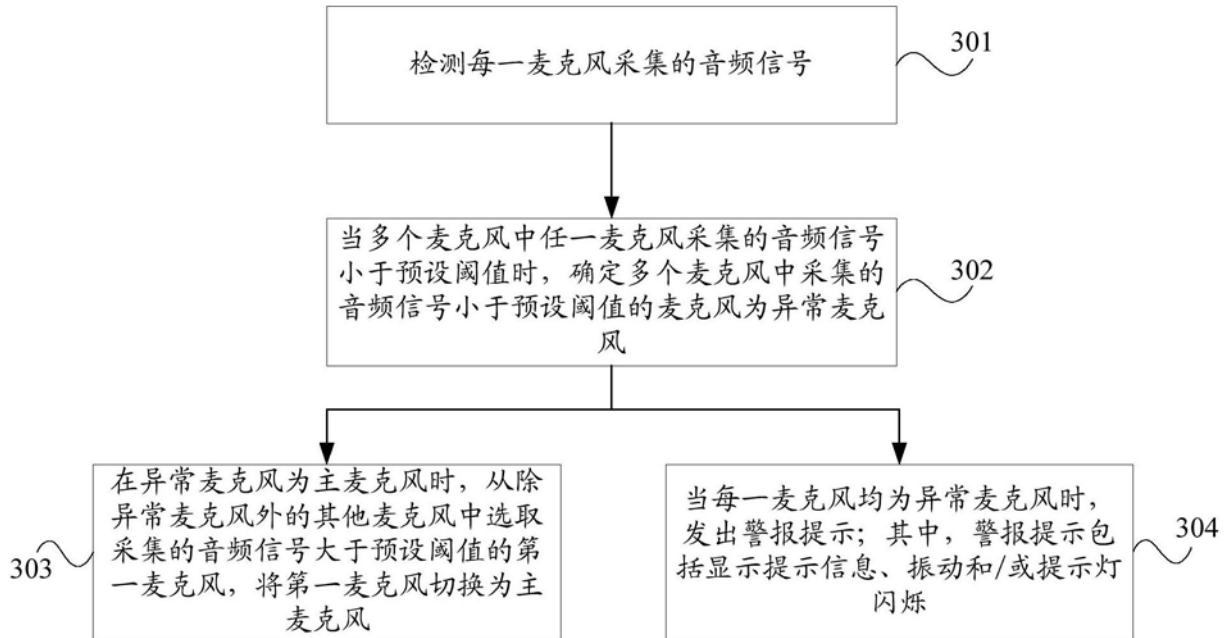 检测每一麦克风采集的音频信号
301
当多个麦克风中任一麦克风采集的音频信号
小于预设阈值时，确定多个麦克风中采集的
音频信号小于预设阈值的麦克风为异常麦克
风
302
在异常麦克风为主麦克风时，从除
异常麦克风外的其他麦克风中选取
采集的音频信号大于预设阈值的第
一麦克风，将第一麦克风切换为主
麦克风
303
当每一麦克风均为异常麦克风时，
发出警报提示；其中，警报提示包
括显示提示信息、振动和/或提示灯
闪烁
304